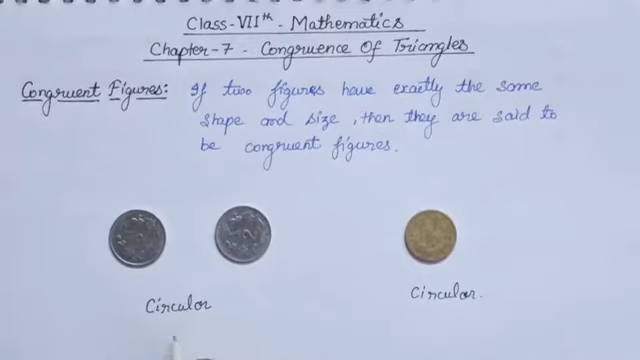 Class-VIIth - Mathematics
Chapter-7 - Congruence Of Triangles
Congruent Figures: If two figures have exactly the same
shape and size, then they are said to
be congruent figures.
Circular
Circular.